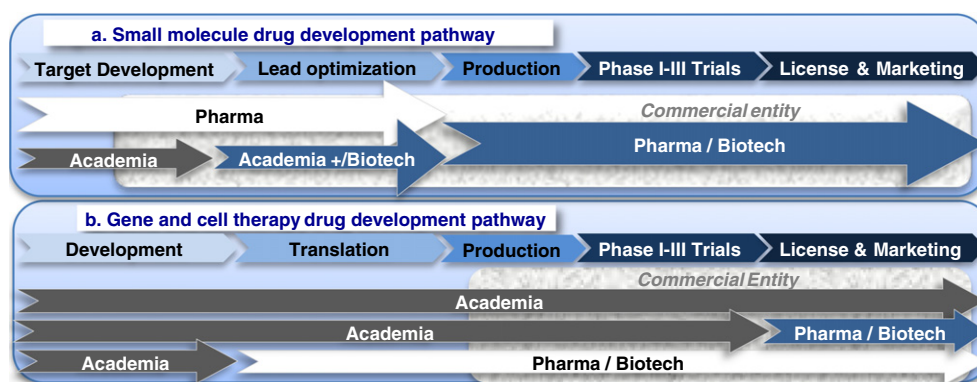 a. Small molecule drug development pathway
Target Development Lead optimization Production Phase I-III Trials License & Marketing
Commercial entity
Pharma
Pharma / Biotech
Academia Academia +/Biotech
b. Gene and cell therapy drug development pathway
Development Translation Production Phase I-III Trials License & Marketing
Commercial Entity
Academia
Academia Pharma / Biotech
Academia Pharma / Biotech